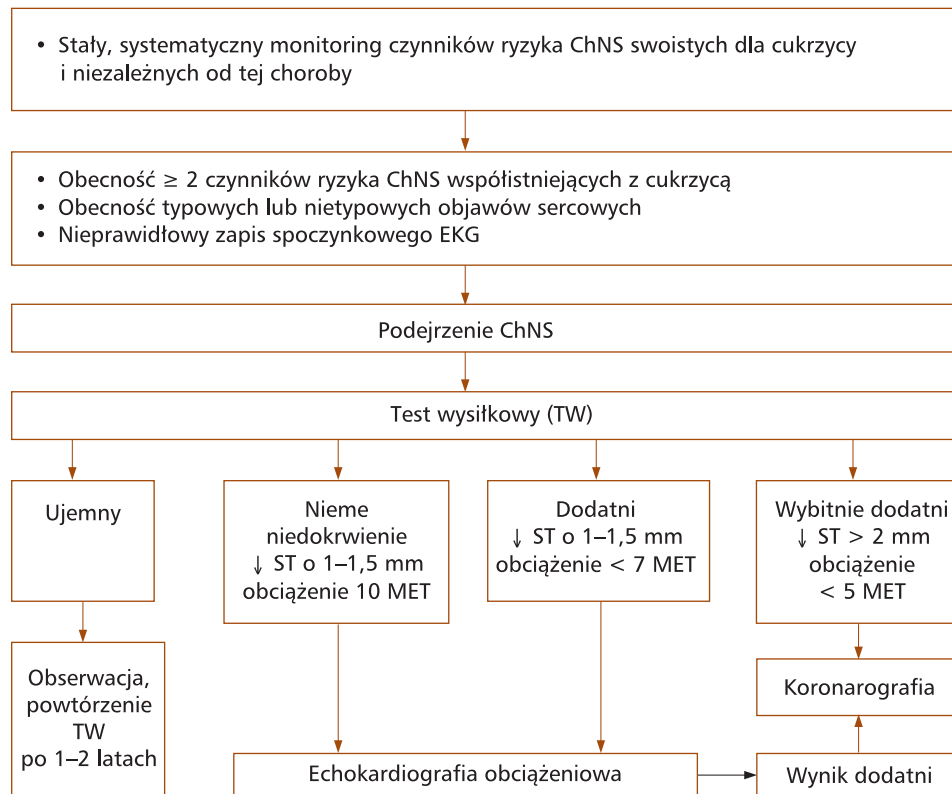 • Stały, systematyczny monitoring czynników ryzyka ChNS swoistych dla cukrzycy
i niezależnych od tej choroby
• Obecność ≥ 2 czynników ryzyka ChNS współistniejących z cukrzycą
• Obecność typowych lub nietypowych objawów sercowych
• Nieprawidłowy zapis spoczynkowego EKG
Podejrzenie ChNS
Test wysiłkowy (TW)
Ujemny
Nieme
niedokrwienie
↓ ST o 1–1,5 mm
obciążenie 10 MET
Dodatni
↓ ST o 1–1,5 mm
obciążenie < 7 MET
Wybitnie dodatni
↓ ST > 2 mm
obciążenie
< 5 MET
Obserwacja,
powtórzenie
TW
po 1–2 latach
Koronarografia
Echokardiografia obciążeniowa
Wynik dodatni